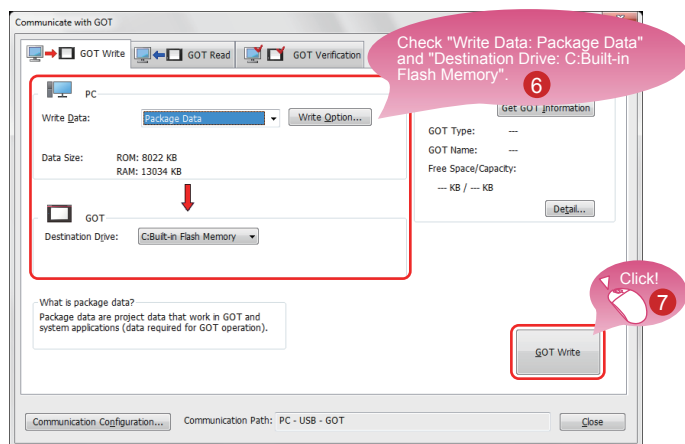 Communicate with GOT
GOT Write
GOT Read
GOT Verification
Check "Write Data: Package Data"
and "Destination Drive: C:Built-in
Flash Memory".
6
PC
Write Data:
Package Data
Write Option...
Data Size:
ROM: 8022 KB
RAM: 13034 KB
GOT
Destination Drive:
C:Built-in Flash Memory
Get GOT Information
GOT Type: ---
GOT Name: ---
Free Space/Capacity:
--- KB / --- KB
Detail...
What is package data?
Package data are project data that work in GOT and
system applications (data required for GOT operation).
Click!
7
GOT Write
Communication Configuration...
Communication Path: PC - USB - GOT
Close